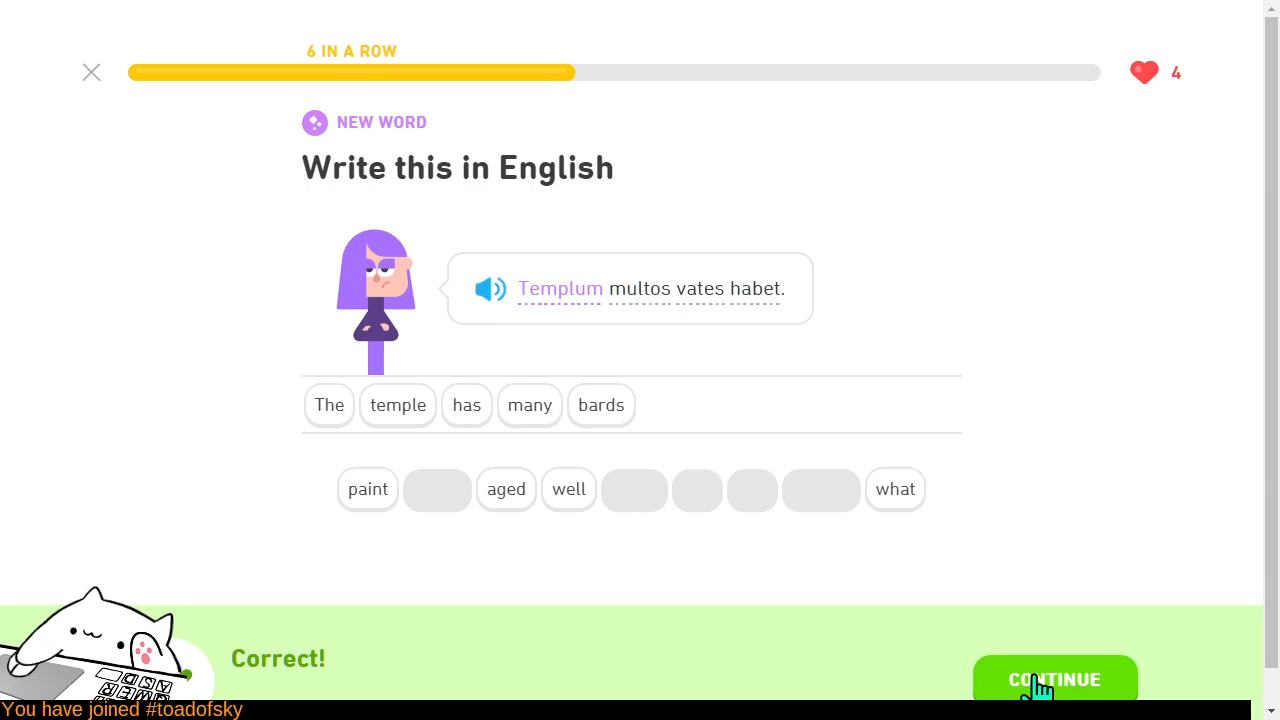 6 IN A ROW
4
NEW WORD
Write this in English
Templum multos vates habet.
The temple has many bards
paint aged well what
Correct!
CONTINUE
You have joined #toadofsky